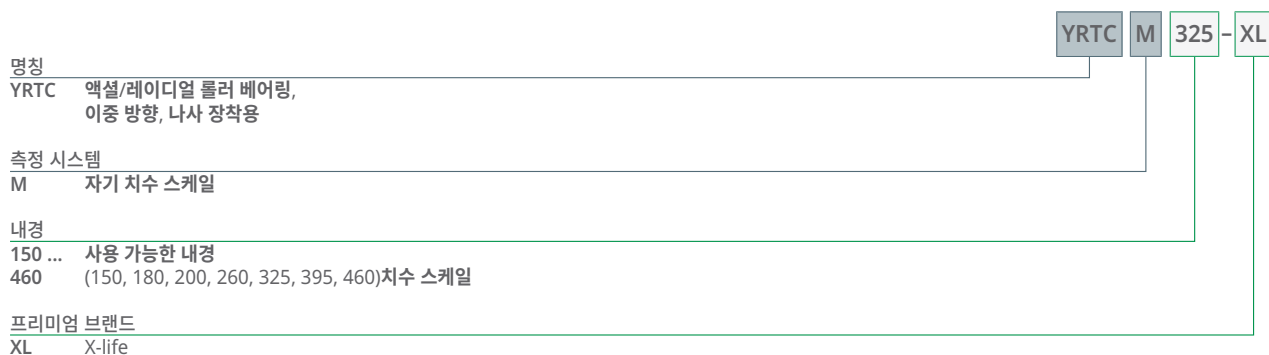 YRTC M 325 – XL
명칭
YRTC 액셜/레이디얼 롤러 베어링,
이중 방향, 나사 장착용
측정 시스템
M 자기 치수 스케일
내경
150 ... 사용 가능한 내경
460 (150, 180, 200, 260, 325, 395, 460)치수 스케일
프리미엄 브랜드
XL X-life